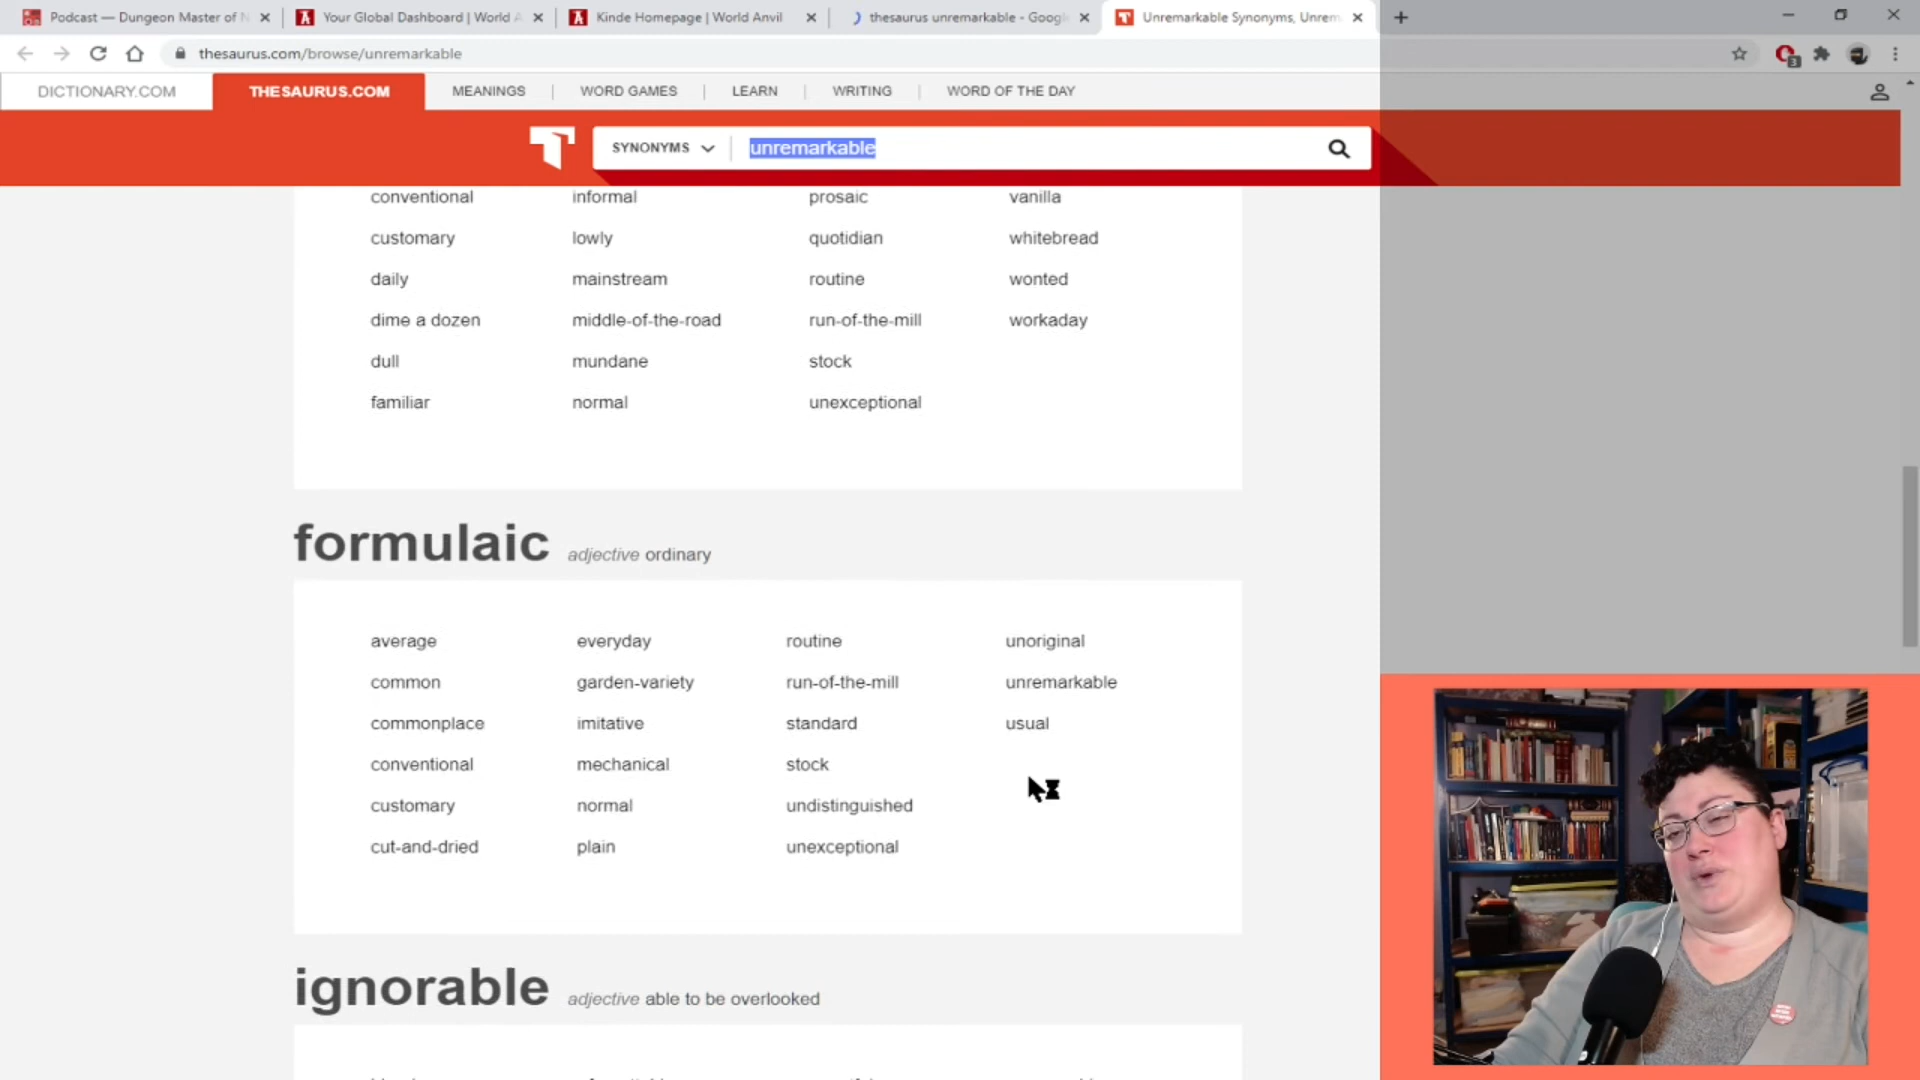 Podcast — Dungeon Master of N
Your Global Dashboard | World A
Kinde Homepage | World Anvil
thesaurus unremarkable - Googl
Unremarkable Synonyms, Unrem
thesaurus.com/browse/unremarkable
3
DICTIONARY.COM THESAURUS.COM MEANINGS WORD GAMES LEARN WRITING WORD OF THE DAY
SYNONYMS unremarkable
conventional informal prosaic vanilla
customary lowly quotidian whitebread
daily mainstream routine wonted
dime a dozen middle-of-the-road run-of-the-mill workaday
dull mundane stock
familiar normal unexceptional
formulaic adjective ordinary
average everyday routine unoriginal
common garden-variety run-of-the-mill unremarkable
commonplace imitative standard usual
conventional mechanical stock
customary normal undistinguished
cut-and-dried plain unexceptional
ignorable adjective able to be overlooked